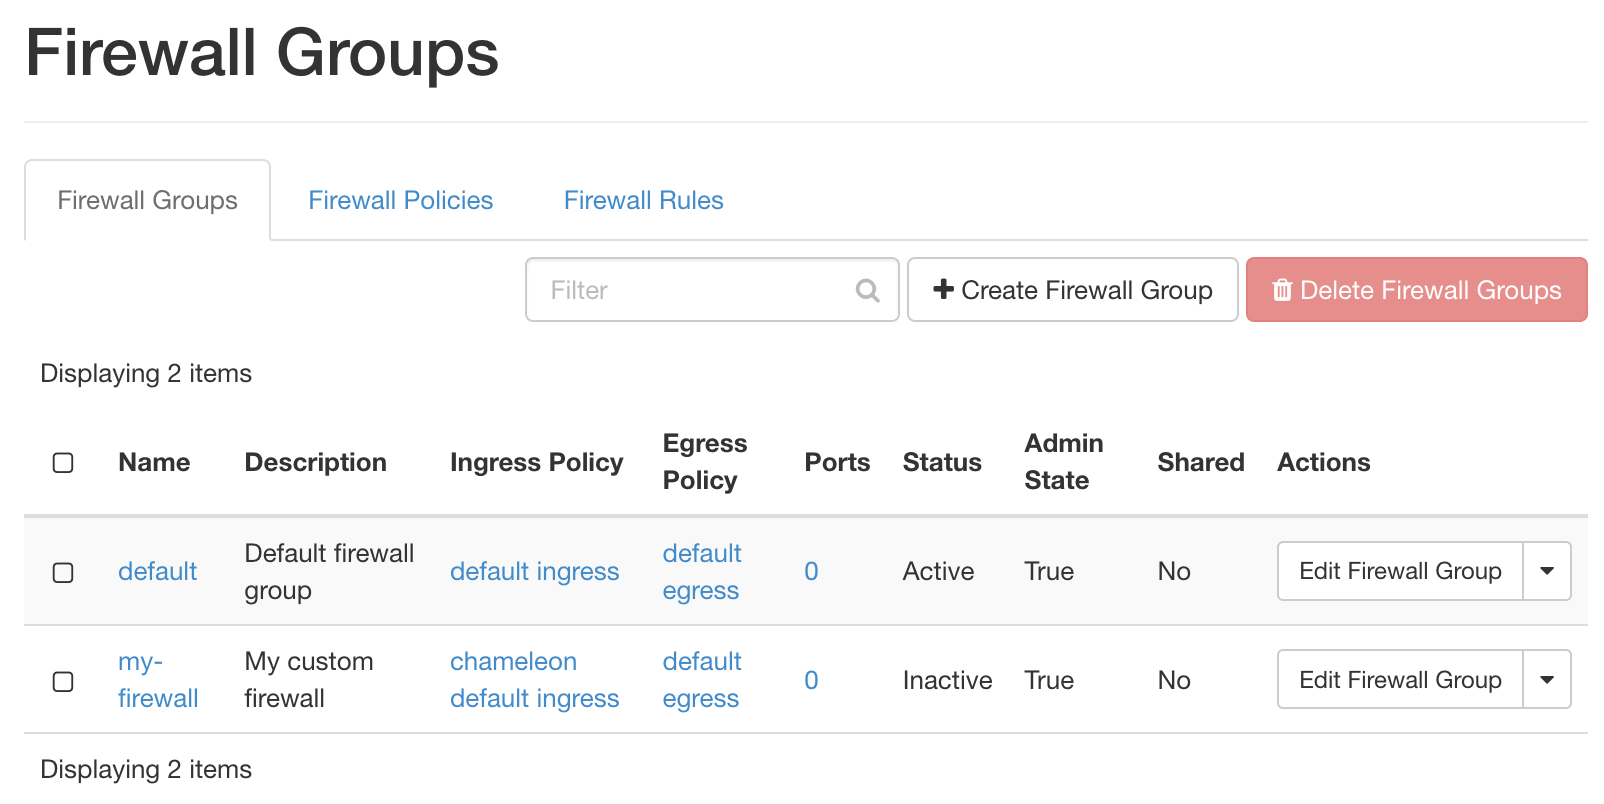 Firewall Groups
Firewall Groups Firewall Policies Firewall Rules
Filter Create Firewall Group Delete Firewall Groups
Displaying 2 items
Name Description Ingress Policy Egress Policy Ports Status Admin State Shared Actions
default Default firewall group default ingress default egress 0 Active True No Edit Firewall Group
my-firewall My custom firewall chameleon default ingress default egress 0 Inactive True No Edit Firewall Group
Displaying 2 items